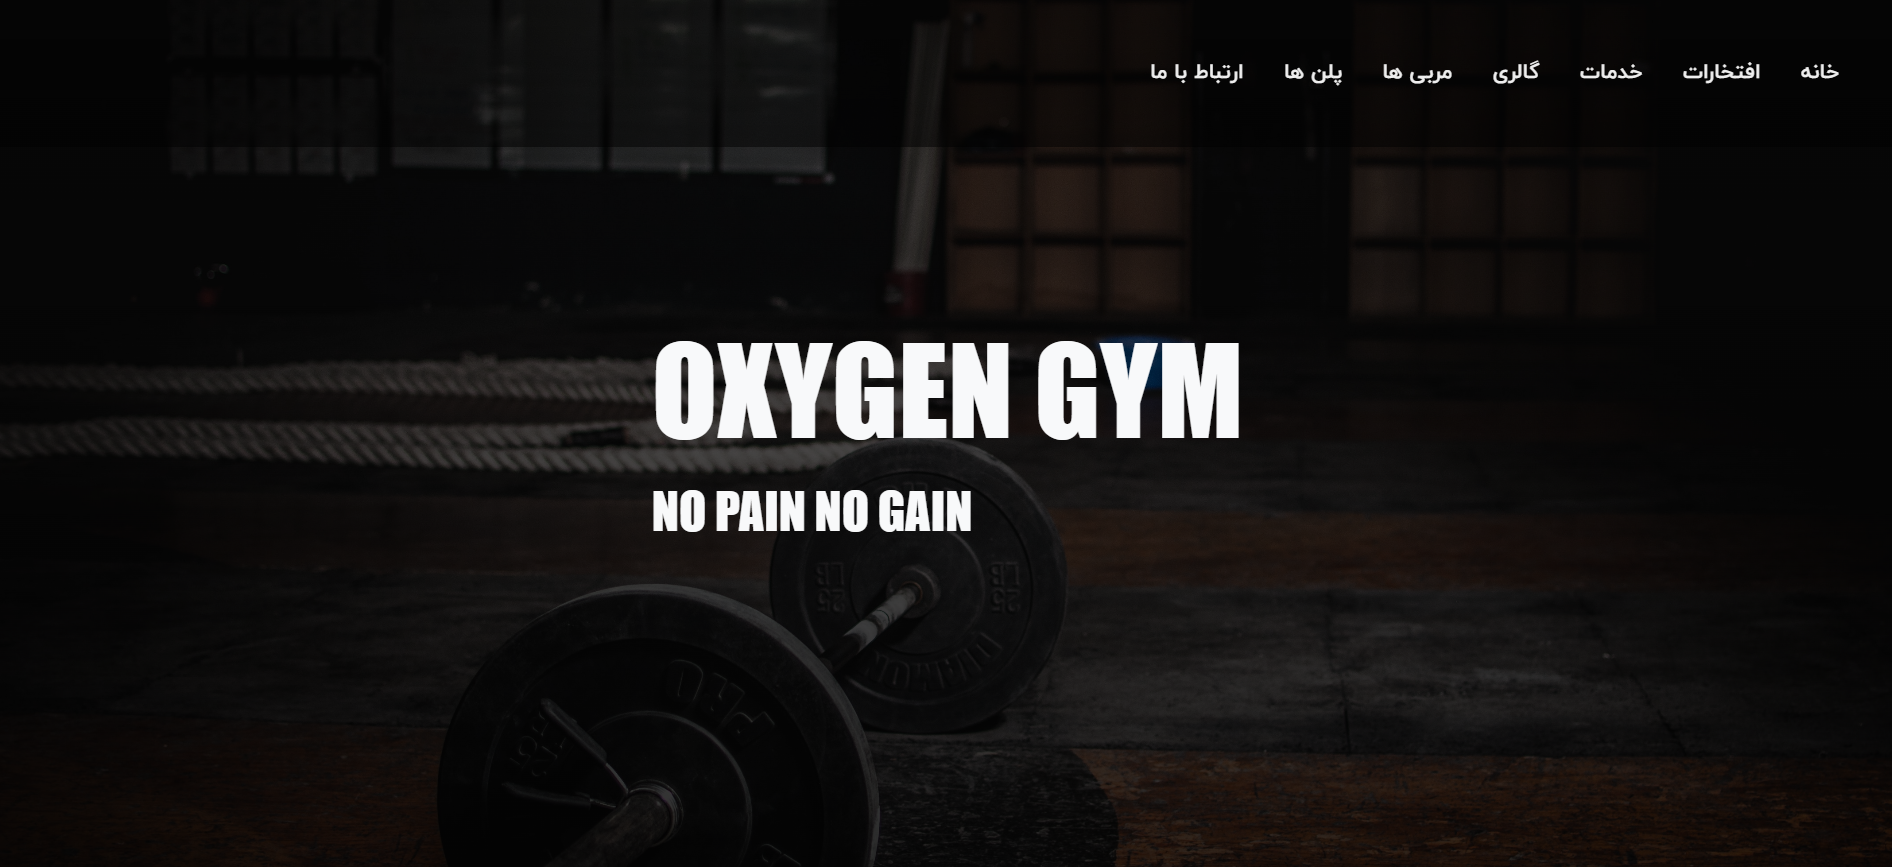 خانه افتخارات خدمات گالری مربی ها پلن ها ارتباط با ما
OXYGEN GYM
NO PAIN NO GAIN